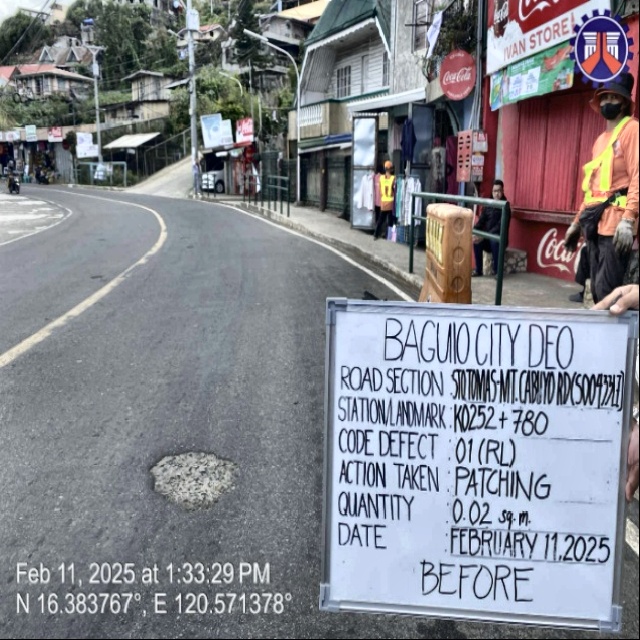 IVAN STORE
Coca-Cola
Coca-Cola
BAGUIO CITY DEO
ROAD SECTION : STO.TOMAS-MT.CABUYO RD(S00492LZ)
STATION/LANDMARK : K0252+780
CODE DEFECT : 01 (RL)
ACTION TAKEN : PATCHING
QUANTITY : 0.02 sq.m.
DATE : FEBRUARY 11,2025
BEFORE
Feb 11, 2025 at 1:33:29 PM
N 16.383767°, E 120.571378°